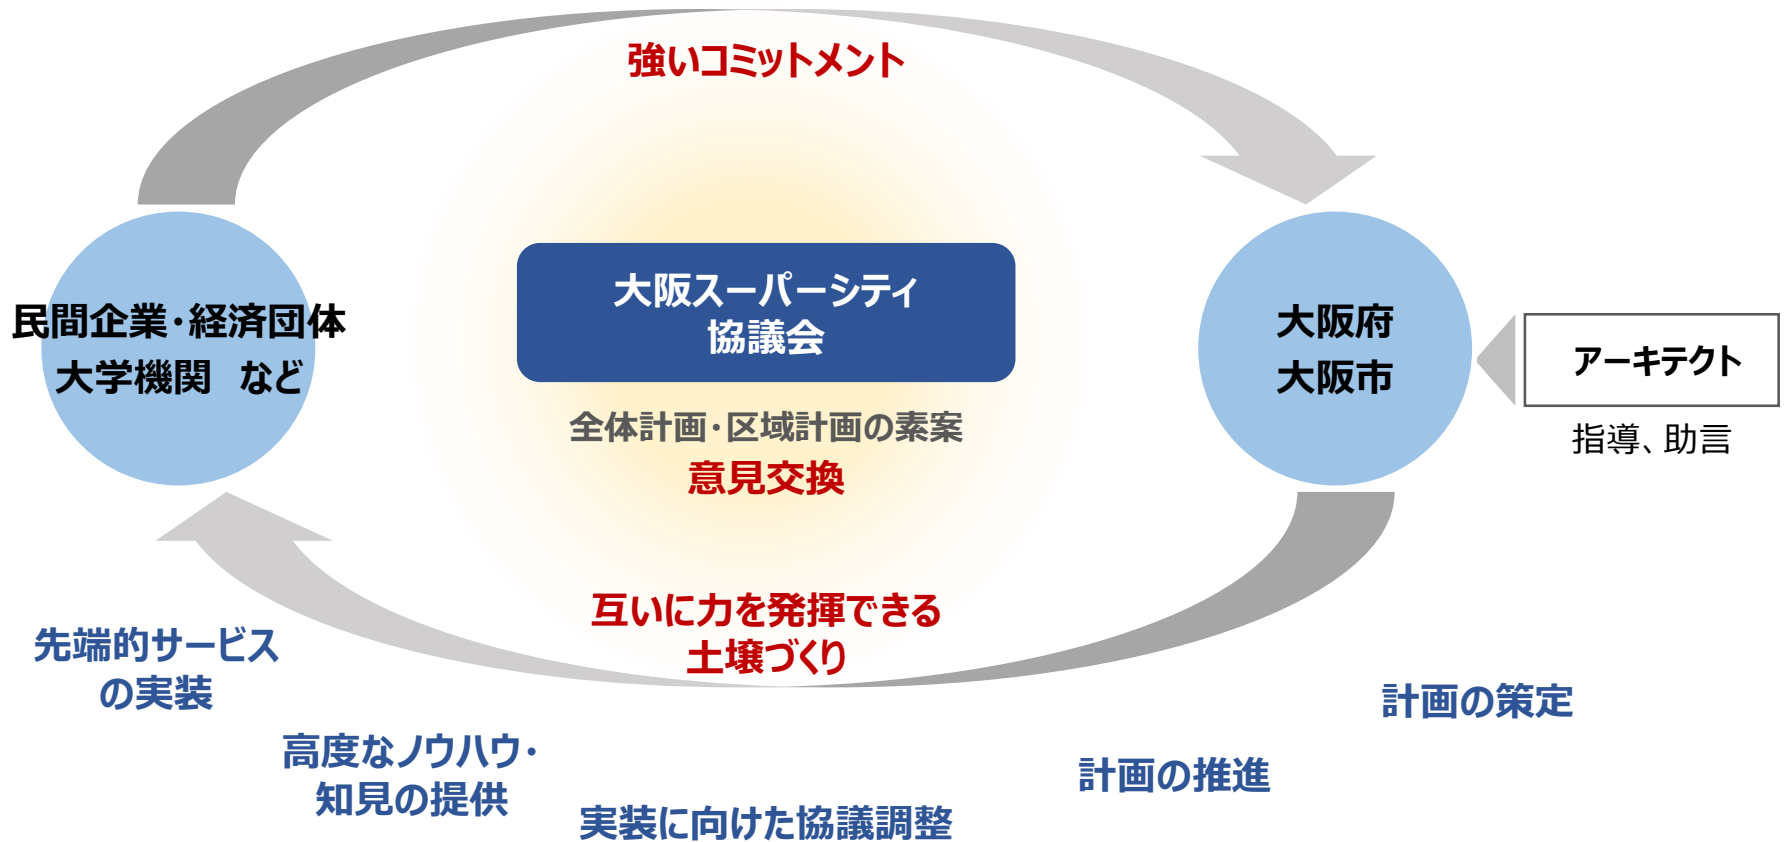 強いコミットメント
民間企業・経済団体
大学機関　など
大阪スーパーシティ
協議会
全体計画・区域計画の素案
意見交換
大阪府
大阪市
アーキテクト
指導、助言
互いに力を発揮できる
土壌づくり
先端的サービス
の実装
高度なノウハウ・
知見の提供
実装に向けた協議調整
計画の推進
計画の策定